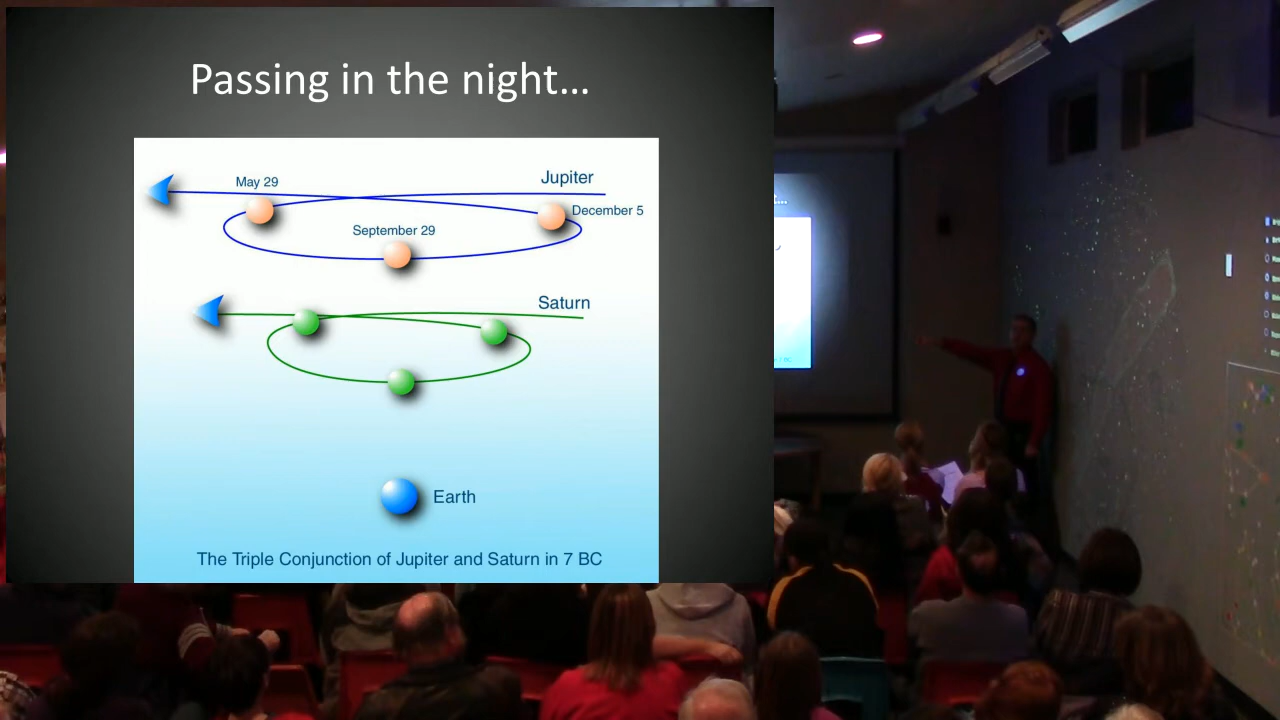 Passing in the night...
May 29
Jupiter
December 5
September 29
Saturn
Earth
The Triple Conjunction of Jupiter and Saturn in 7 BC